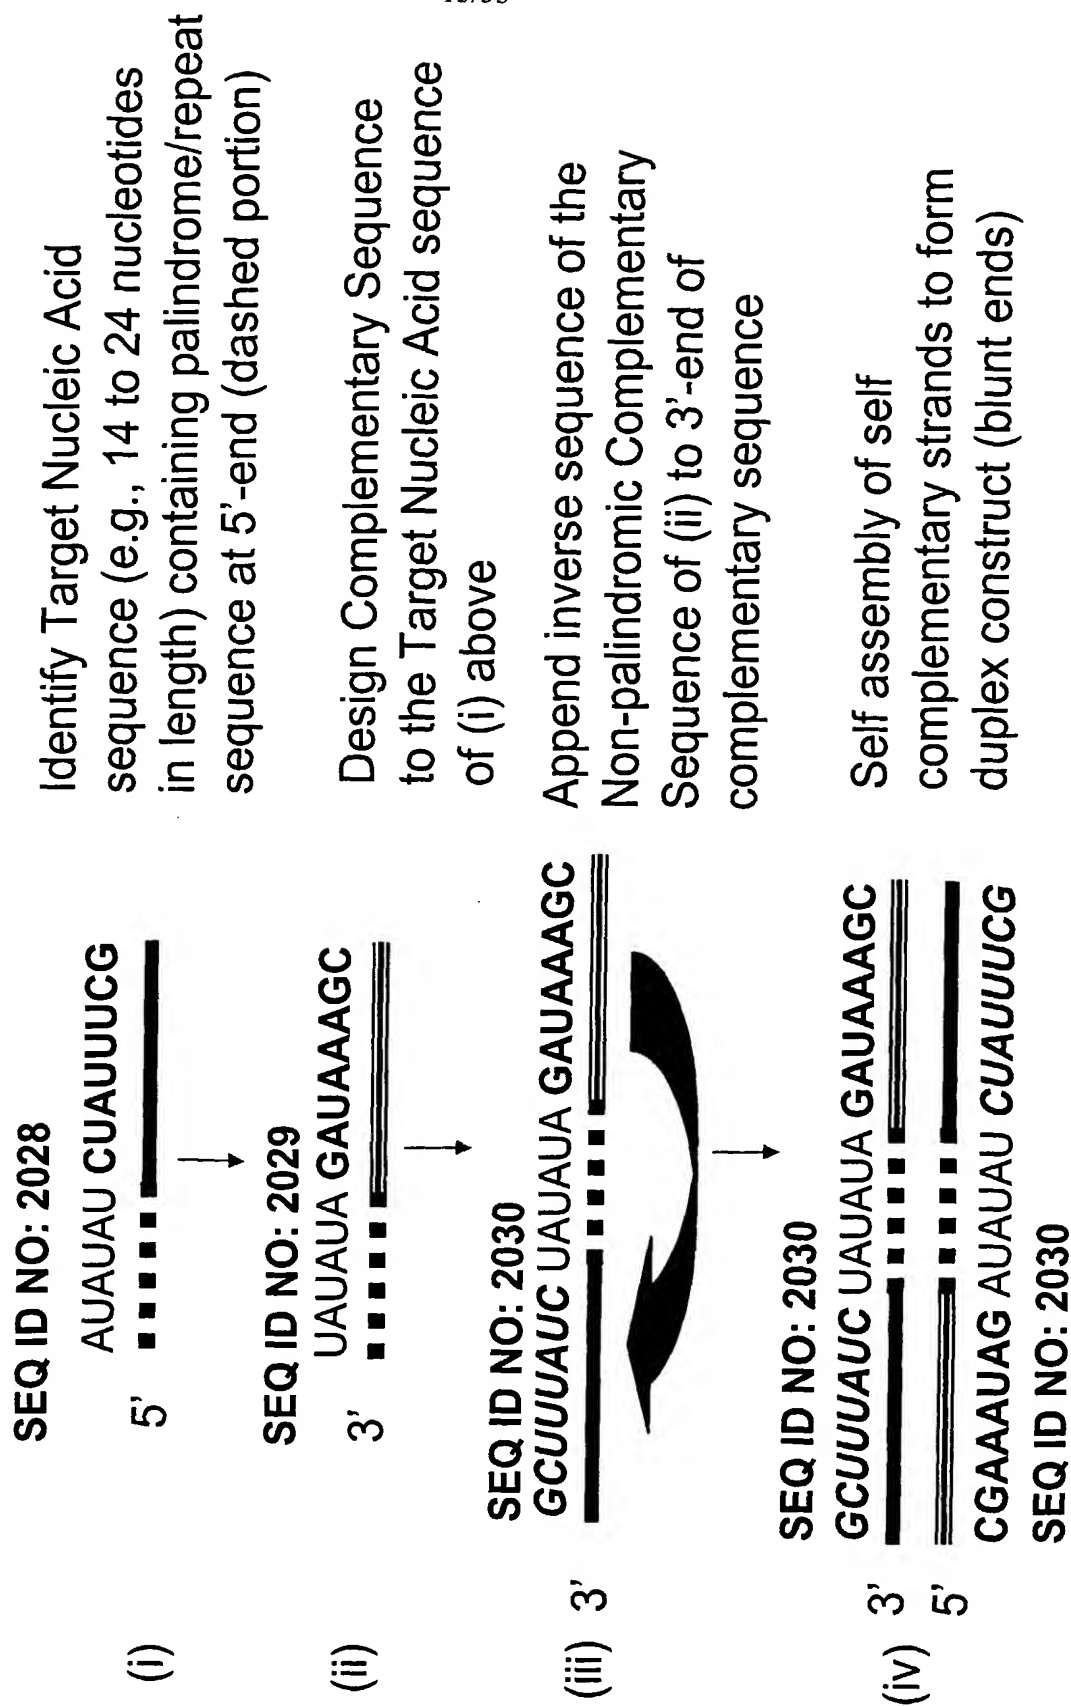 (i)
SEQ ID NO: 2028
AUAUAU CUAUUUCG
5'
Identify Target Nucleic Acid
sequence (e.g., 14 to 24 nucleotides
in length) containing palindrome/repeat
sequence at 5'-end (dashed portion)
(ii)
SEQ ID NO: 2029
UAUAUA GAUAAAGC
3'
Design Complementary Sequence
to the Target Nucleic Acid sequence
of (i) above
(iii)
SEQ ID NO: 2030
GCUUUAUC UAUAUA GAUAAAGC
3'
Append inverse sequence of the
Non-palindromic Complementary
Sequence of (ii) to 3'-end of
complementary sequence
(iv)
SEQ ID NO: 2030
GCUUUAUC UAUAUA GAUAAAGC
3'
5'
CGAAAUAG AUAUAU CUAUUUCG
SEQ ID NO: 2030
Self assembly of self
complementary strands to form
duplex construct (blunt ends)